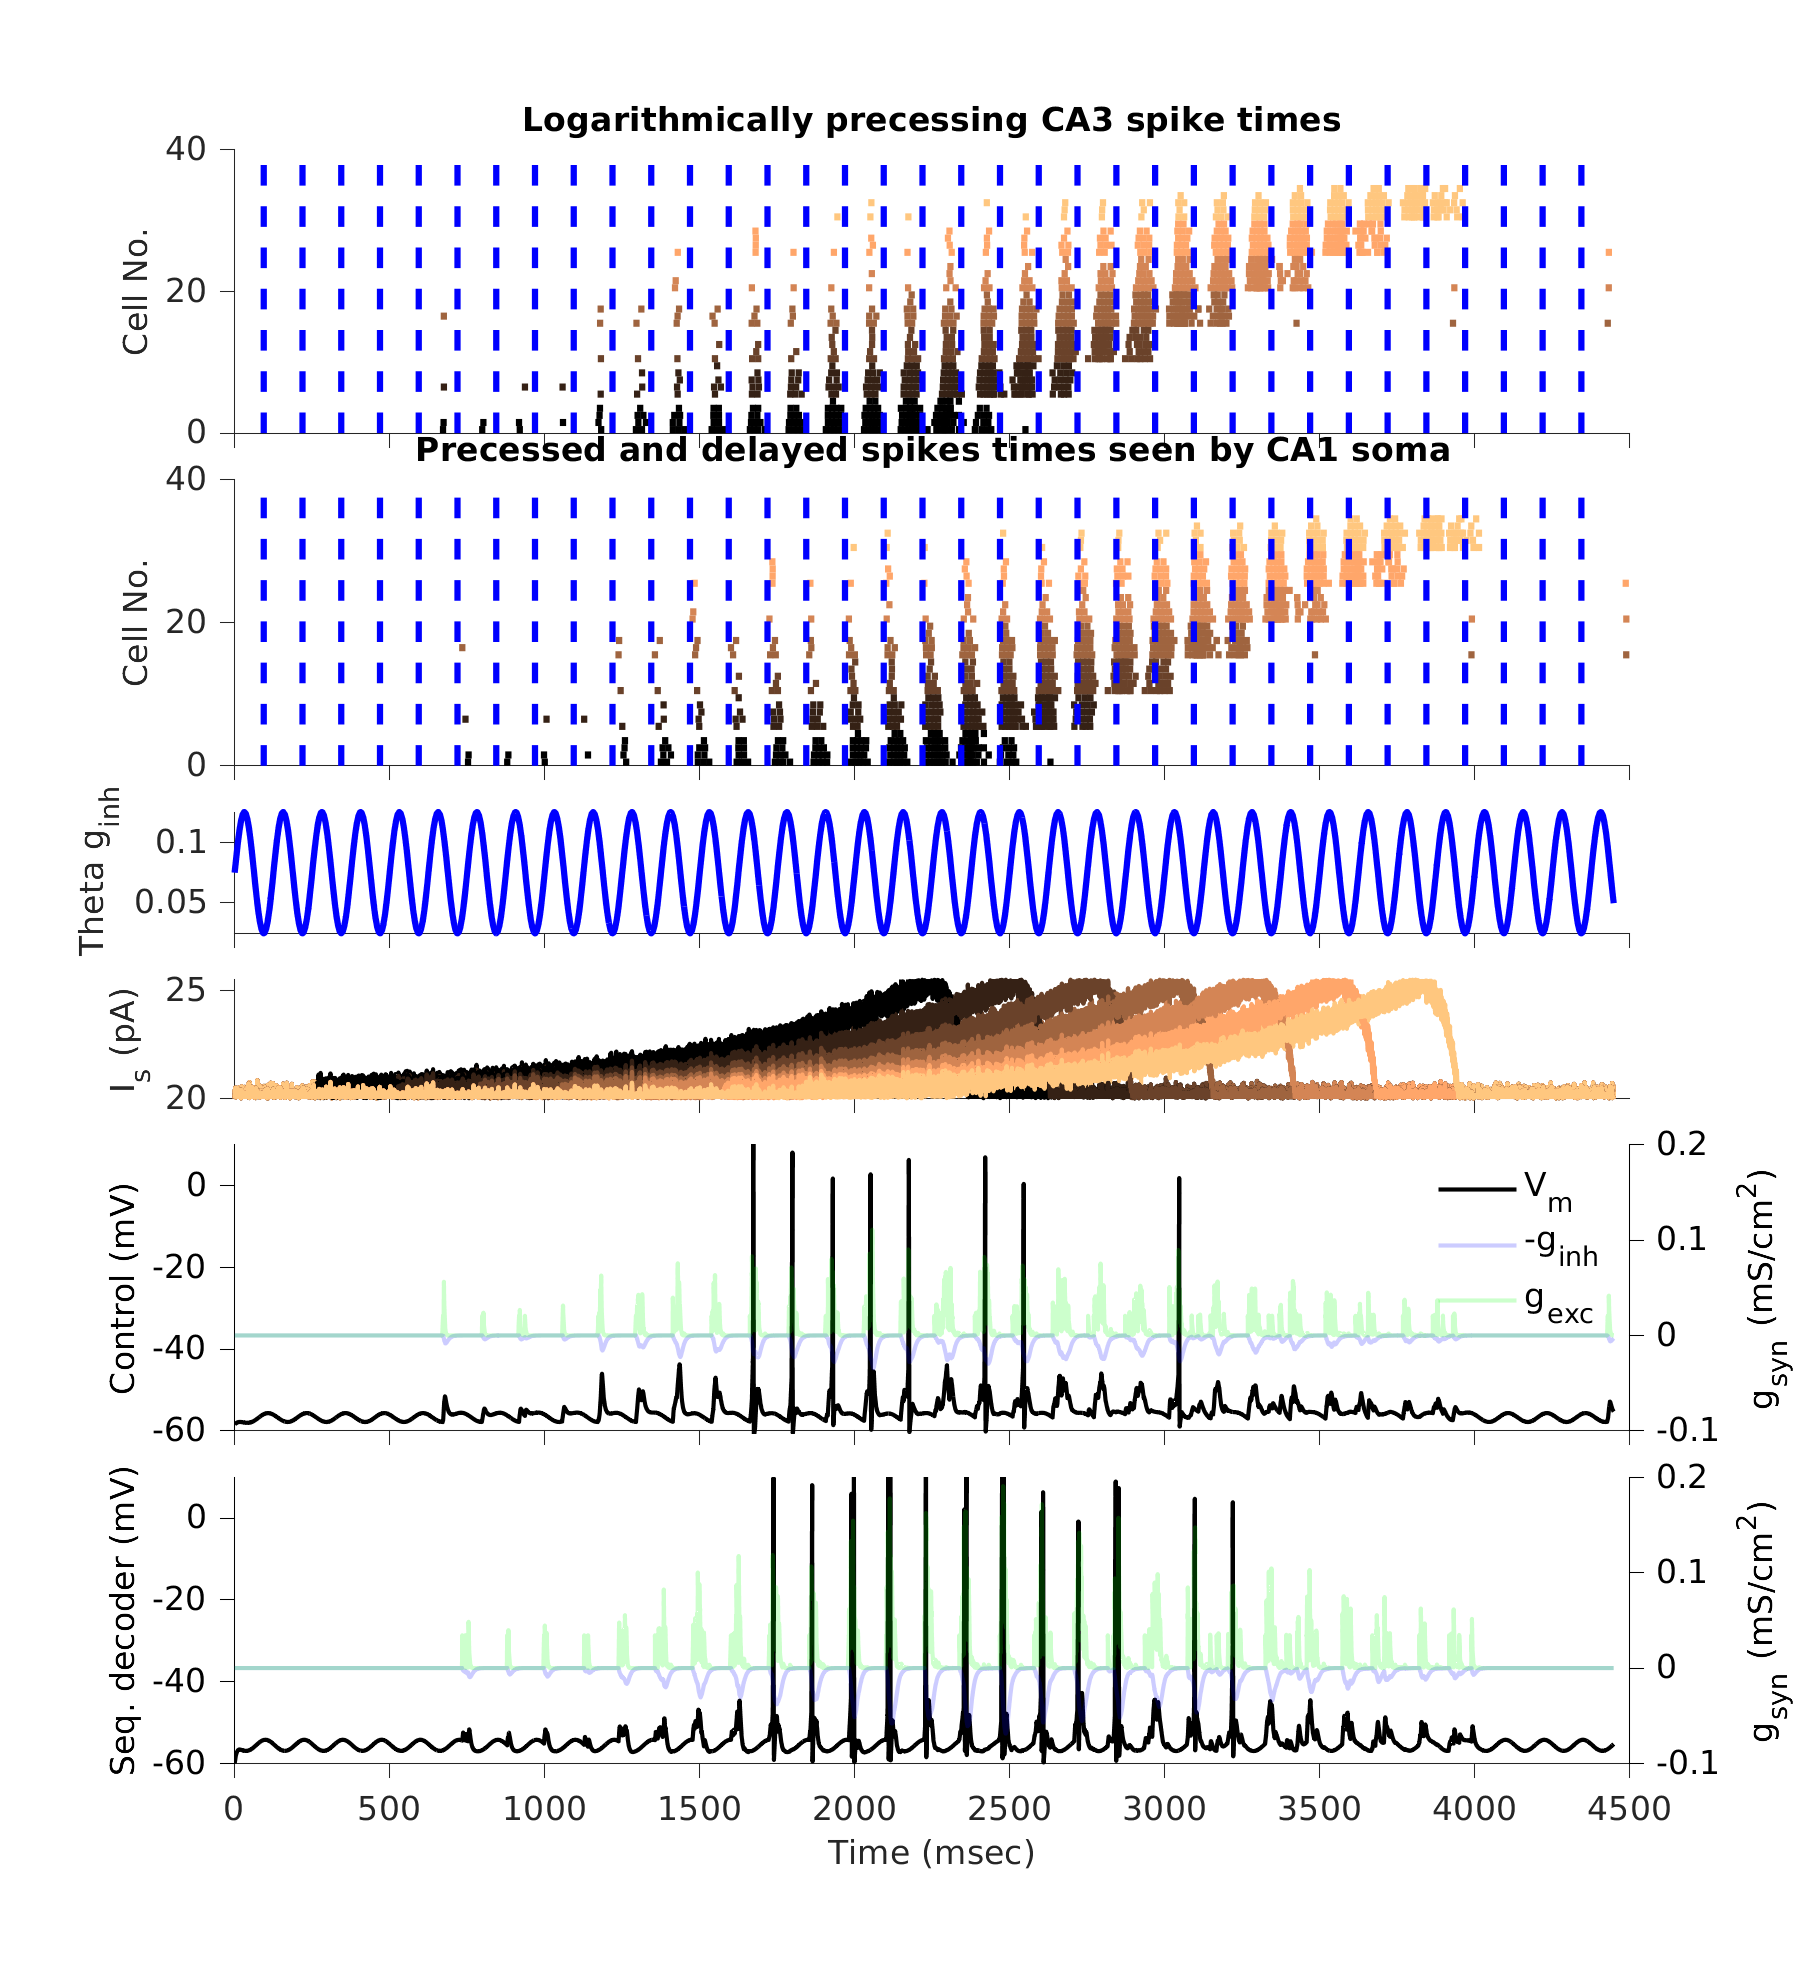 Logarithmically precessing CA3 spike times
40
20
0
Cell No.
Precessed and delayed spikes times seen by CA1 soma
40
20
0
Cell No.
0.1
0.05
Theta g_inh
25
20
I_s (pA)
0
-20
-40
-60
Control (mV)
V_m
-g_inh
g_exc
0.2
0.1
0
-0.1
g_syn (mS/cm²)
0
-20
-40
-60
Seq. decoder (mV)
0.2
0.1
0
-0.1
g_syn (mS/cm²)
0 500 1000 1500 2000 2500 3000 3500 4000 4500
Time (msec)